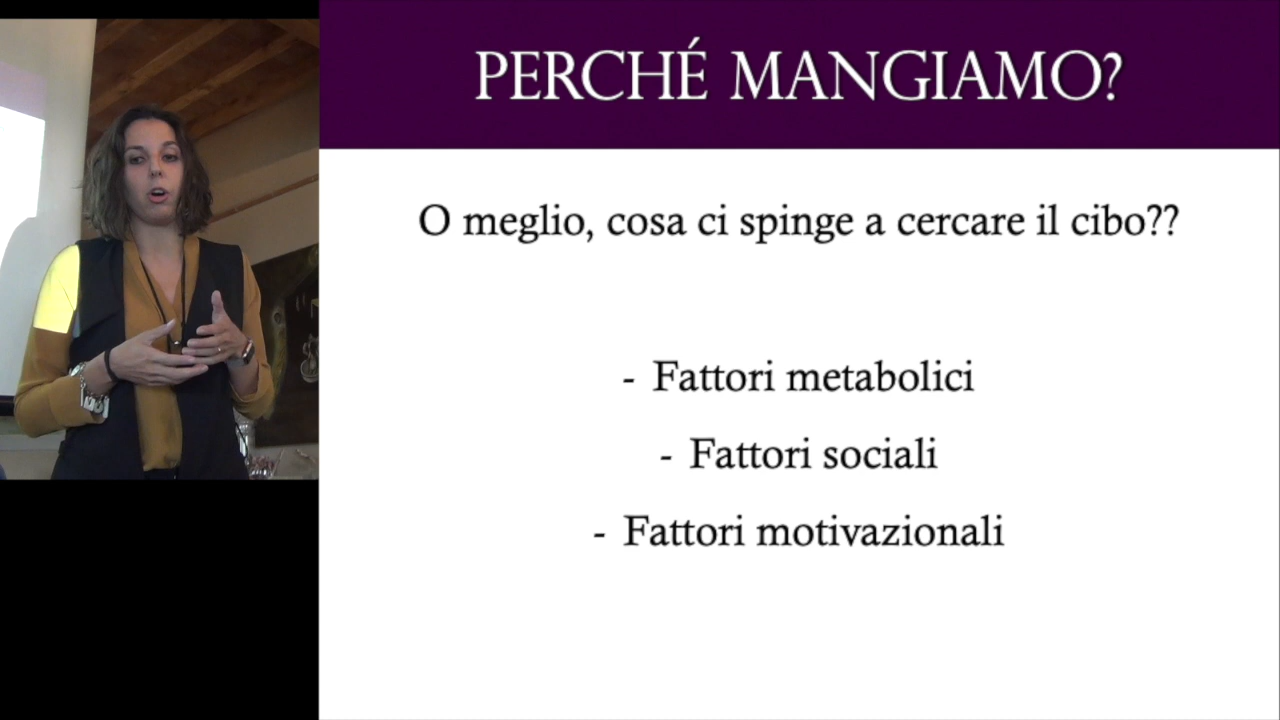 PERCHÉ MANGIAMO?
O meglio, cosa ci spinge a cercare il cibo??
- Fattori metabolici
- Fattori sociali
- Fattori motivazionali